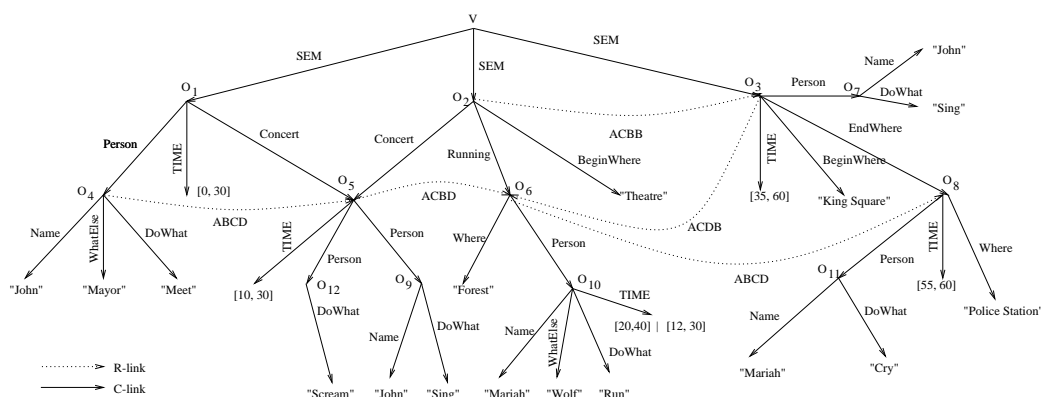 V
SEM
SEM
SEM
O1
O2
O3
Person
O7
Name
"John"
DoWhat
"Sing"
ACBB
Person
TIME
[0, 30]
Concert
Concert
Running
BeginWhere
"Theatre"
TIME
[35, 60]
BeginWhere
"King Square"
EndWhere
O4
ABCD
O5
ACBD
O6
ACDB
O8
ABCD
Name
"John"
WhatElse
"Mayor"
DoWhat
"Meet"
TIME
[10, 30]
Person
O12
Person
O9
Where
"Forest"
Person
O10
TIME
[20,40] | [12, 30]
Person
O11
TIME
[55, 60]
Where
"Police Station"
DoWhat
"Scream"
Name
"John"
DoWhat
"Sing"
Name
"Mariah"
WhatElse
"Wolf"
DoWhat
"Run"
Name
"Mariah"
DoWhat
"Cry"
R-link
C-link